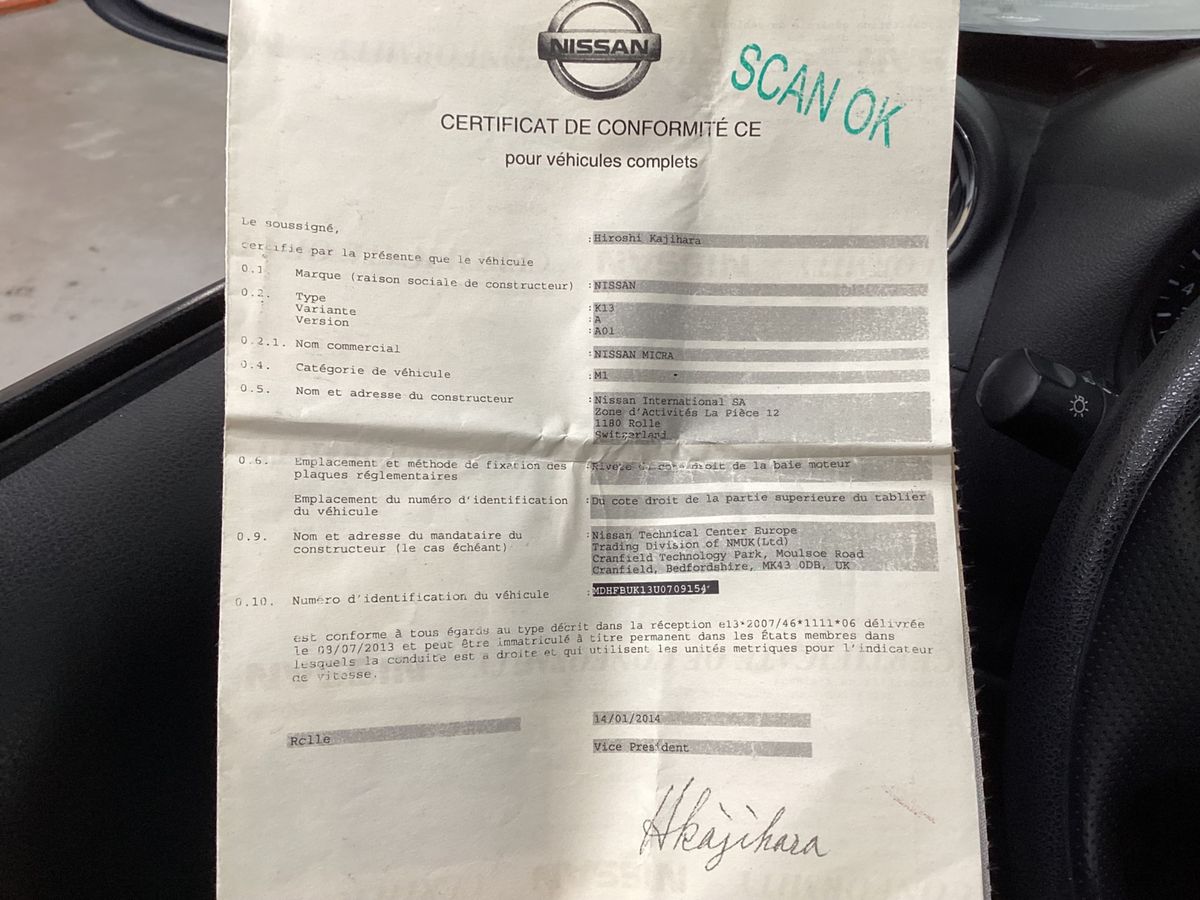 NISSAN
SCAN OK
CERTIFICAT DE CONFORMITÉ CE
pour véhicules complets
Le soussigné, :Hiroshi Kajihara
certifie par la présente que le véhicule
0.1 Marque (raison sociale de constructeur) :NISSAN
0.2. Type :K13
Variante :A
Version :A01
0.2.1. Nom commercial :NISSAN MICRA
0.4. Catégorie de véhicule :M1
0.5. Nom et adresse du constructeur :Nissan International SA
Zone d'Activités La Pièce 12
1180 Rolle
Switzerland
0.6. Emplacement et méthode de fixation des :Rivete du cote droit de la baie moteur
plaques réglementaires
Emplacement du numéro d'identification :Du cote droit de la partie superieure du tablier
du véhicule
0.9. Nom et adresse du mandataire du :Nissan Technical Center Europe
constructeur (le cas échéant) Trading Division of NMUK(Ltd)
Cranfield Technology Park, Moulsoe Road
Cranfield, Bedfordshire, MK43 0DB, UK
0.10. Numéro d'identification du véhicule :MDHFBUK13U0709154
est conforme à tous égards au type décrit dans la réception e13*2007/46*1111*06 délivrée
le 03/07/2013 et peut être immatriculé à titre permanent dans les États membres dans
lesquels la conduite est a droite et qui utilisent les unités metriques pour l'indicateur
de vitesse.
Rolle 14/01/2014
Vice President
Hkajihara